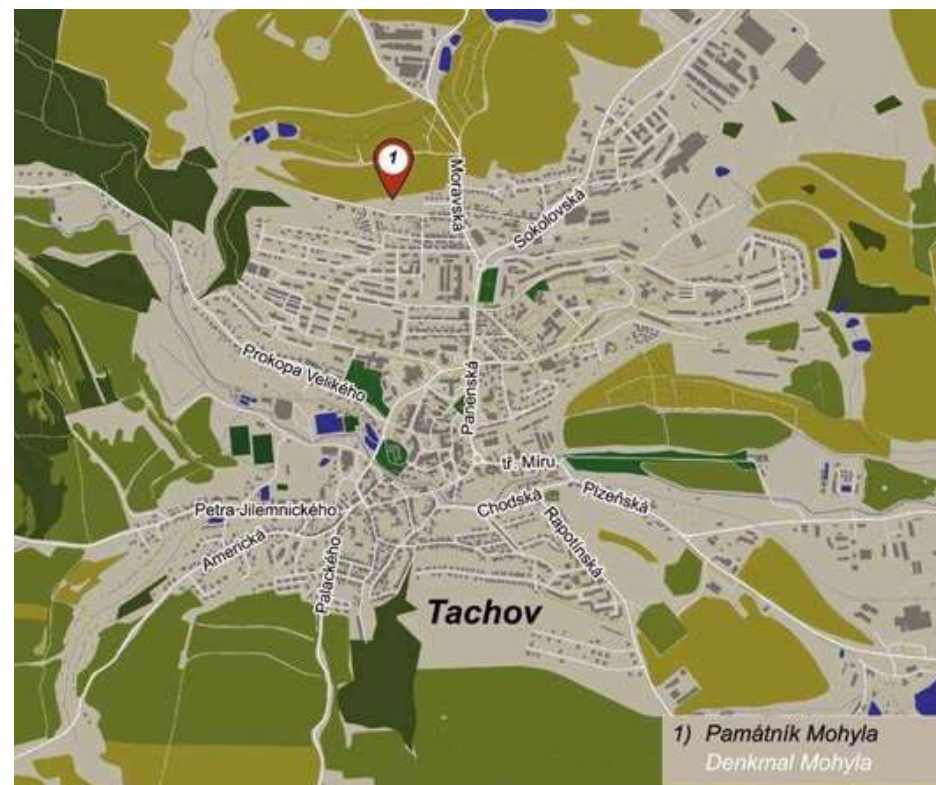 1
Moravská
Sokolovská
Prokopa Velikého
Panenská
tř. Míru
Plzeňská
Chodská
Petra Jilemnického
Rapotínská
Americká
Palackého
Tachov
1) Památník Mohyla
Denkmal Mohyla